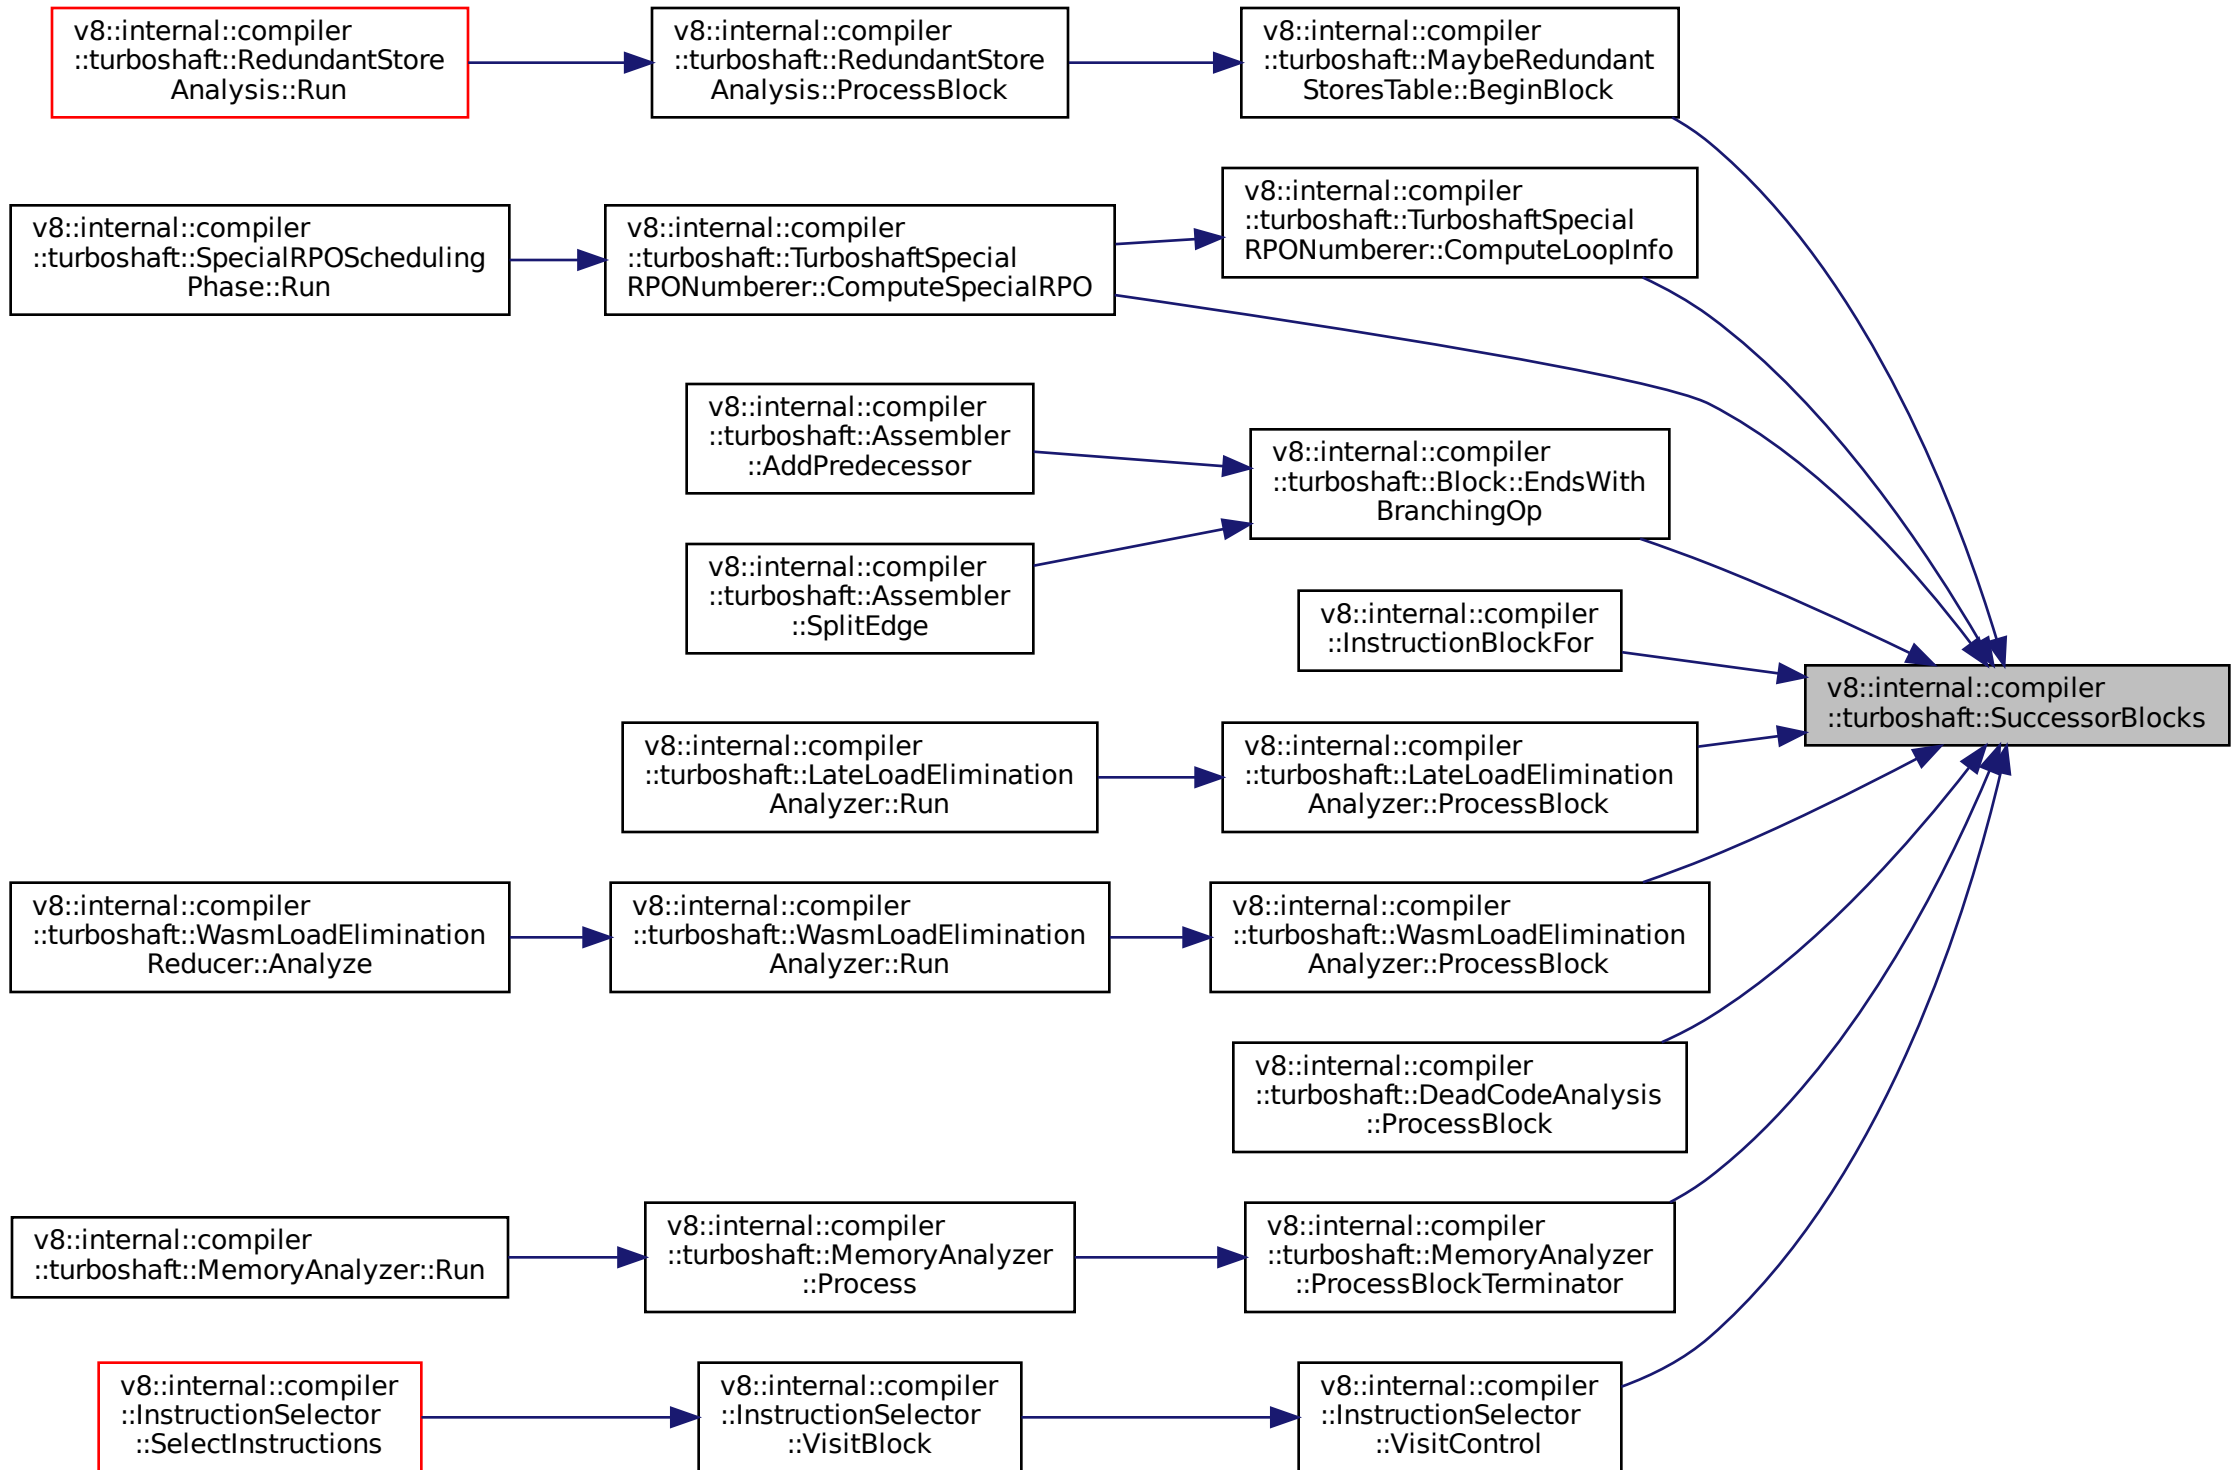 v8::internal::compiler
::turboshaft::RedundantStore
Analysis::Run
v8::internal::compiler
::turboshaft::RedundantStore
Analysis::ProcessBlock
v8::internal::compiler
::turboshaft::MaybeRedundant
StoresTable::BeginBlock
v8::internal::compiler
::turboshaft::SpecialRPOScheduling
Phase::Run
v8::internal::compiler
::turboshaft::TurboshaftSpecial
RPONumberer::ComputeSpecialRPO
v8::internal::compiler
::turboshaft::TurboshaftSpecial
RPONumberer::ComputeLoopInfo
v8::internal::compiler
::turboshaft::Assembler
::AddPredecessor
v8::internal::compiler
::turboshaft::Block::EndsWith
BranchingOp
v8::internal::compiler
::turboshaft::Assembler
::SplitEdge
v8::internal::compiler
::InstructionBlockFor
v8::internal::compiler
::turboshaft::SuccessorBlocks
v8::internal::compiler
::turboshaft::LateLoadElimination
Analyzer::Run
v8::internal::compiler
::turboshaft::LateLoadElimination
Analyzer::ProcessBlock
v8::internal::compiler
::turboshaft::WasmLoadElimination
Reducer::Analyze
v8::internal::compiler
::turboshaft::WasmLoadElimination
Analyzer::Run
v8::internal::compiler
::turboshaft::WasmLoadElimination
Analyzer::ProcessBlock
v8::internal::compiler
::turboshaft::DeadCodeAnalysis
::ProcessBlock
v8::internal::compiler
::turboshaft::MemoryAnalyzer::Run
v8::internal::compiler
::turboshaft::MemoryAnalyzer
::Process
v8::internal::compiler
::turboshaft::MemoryAnalyzer
::ProcessBlockTerminator
v8::internal::compiler
::InstructionSelector
::SelectInstructions
v8::internal::compiler
::InstructionSelector
::VisitBlock
v8::internal::compiler
::InstructionSelector
::VisitControl